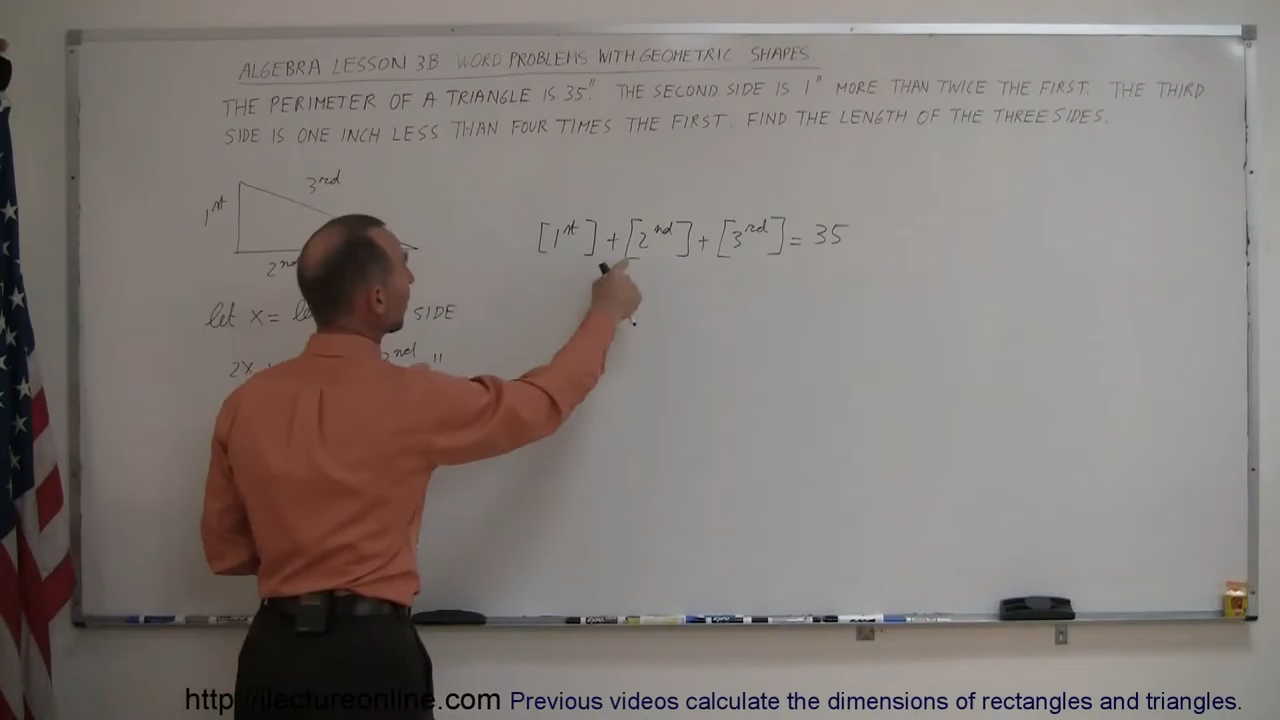 ALGEBRA LESSON 3B: WORD PROBLEMS WITH GEOMETRIC SHAPES
THE PERIMETER OF A TRIANGLE IS 35". THE SECOND SIDE IS 1" MORE THAN TWICE THE FIRST. THE THIRD
SIDE IS ONE INCH LESS THAN FOUR TIMES THE FIRST. FIND THE LENGTH OF THE THREE SIDES.
3rd
1st
2nd
[1st] + [2nd] + [3rd] = 35
let x = SIDE
2x nd "
http://ilectureonline.com Previous videos calculate the dimensions of rectangles and triangles.